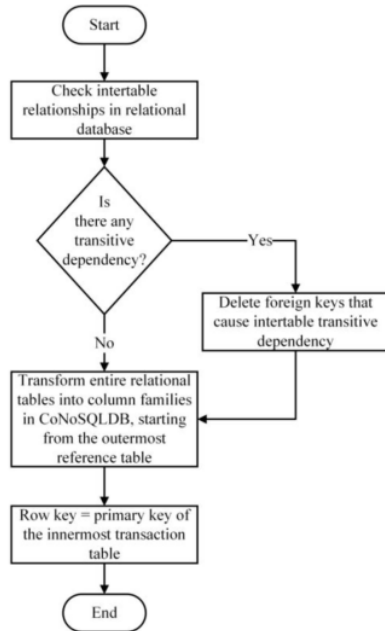 Start
Check intertable
relationships in relational
database
Is
there any
transitive
dependency?
Yes
Delete foreign keys that
cause intertable transitive
dependency
No
Transform entire relational
tables into column families
in CoNoSQLDB, starting
from the outermost
reference table
Row key = primary key of
the innermost transaction
table
End